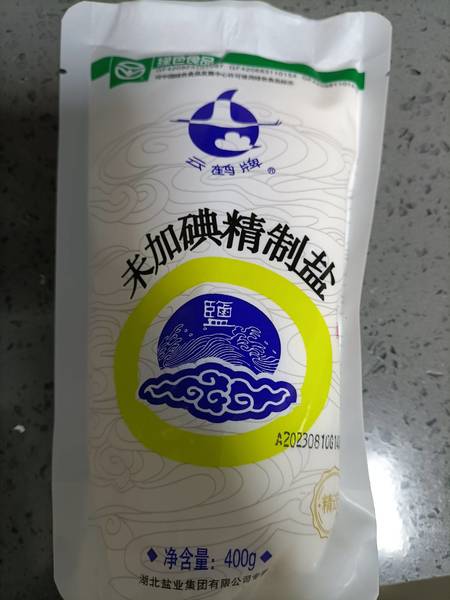 绿色食品
云鹤牌®
未加碘精制盐
鹽
A20230810G1
净含量：400g
湖北盐业集团有限公司